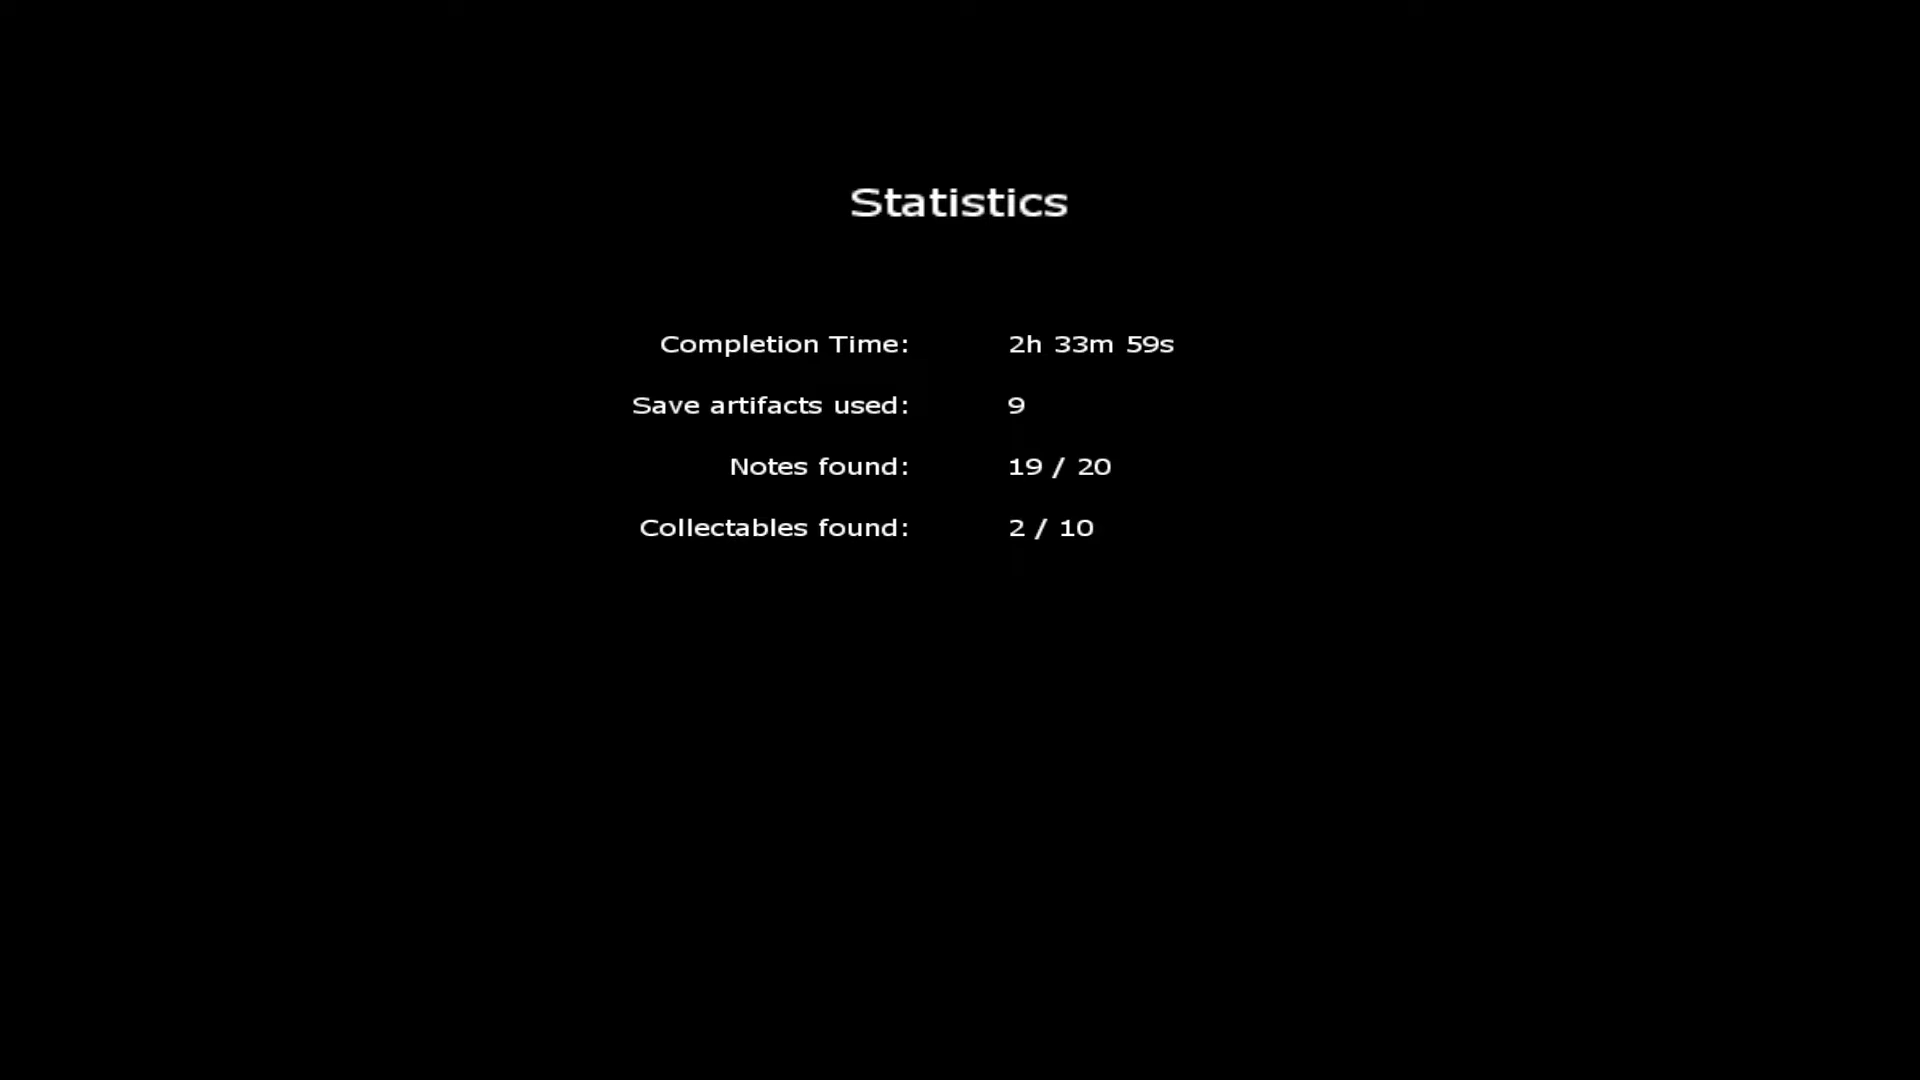 Statistics
Completion Time: 2h 33m 59s
Save artifacts used: 9
Notes found: 19 / 20
Collectables found: 2 / 10